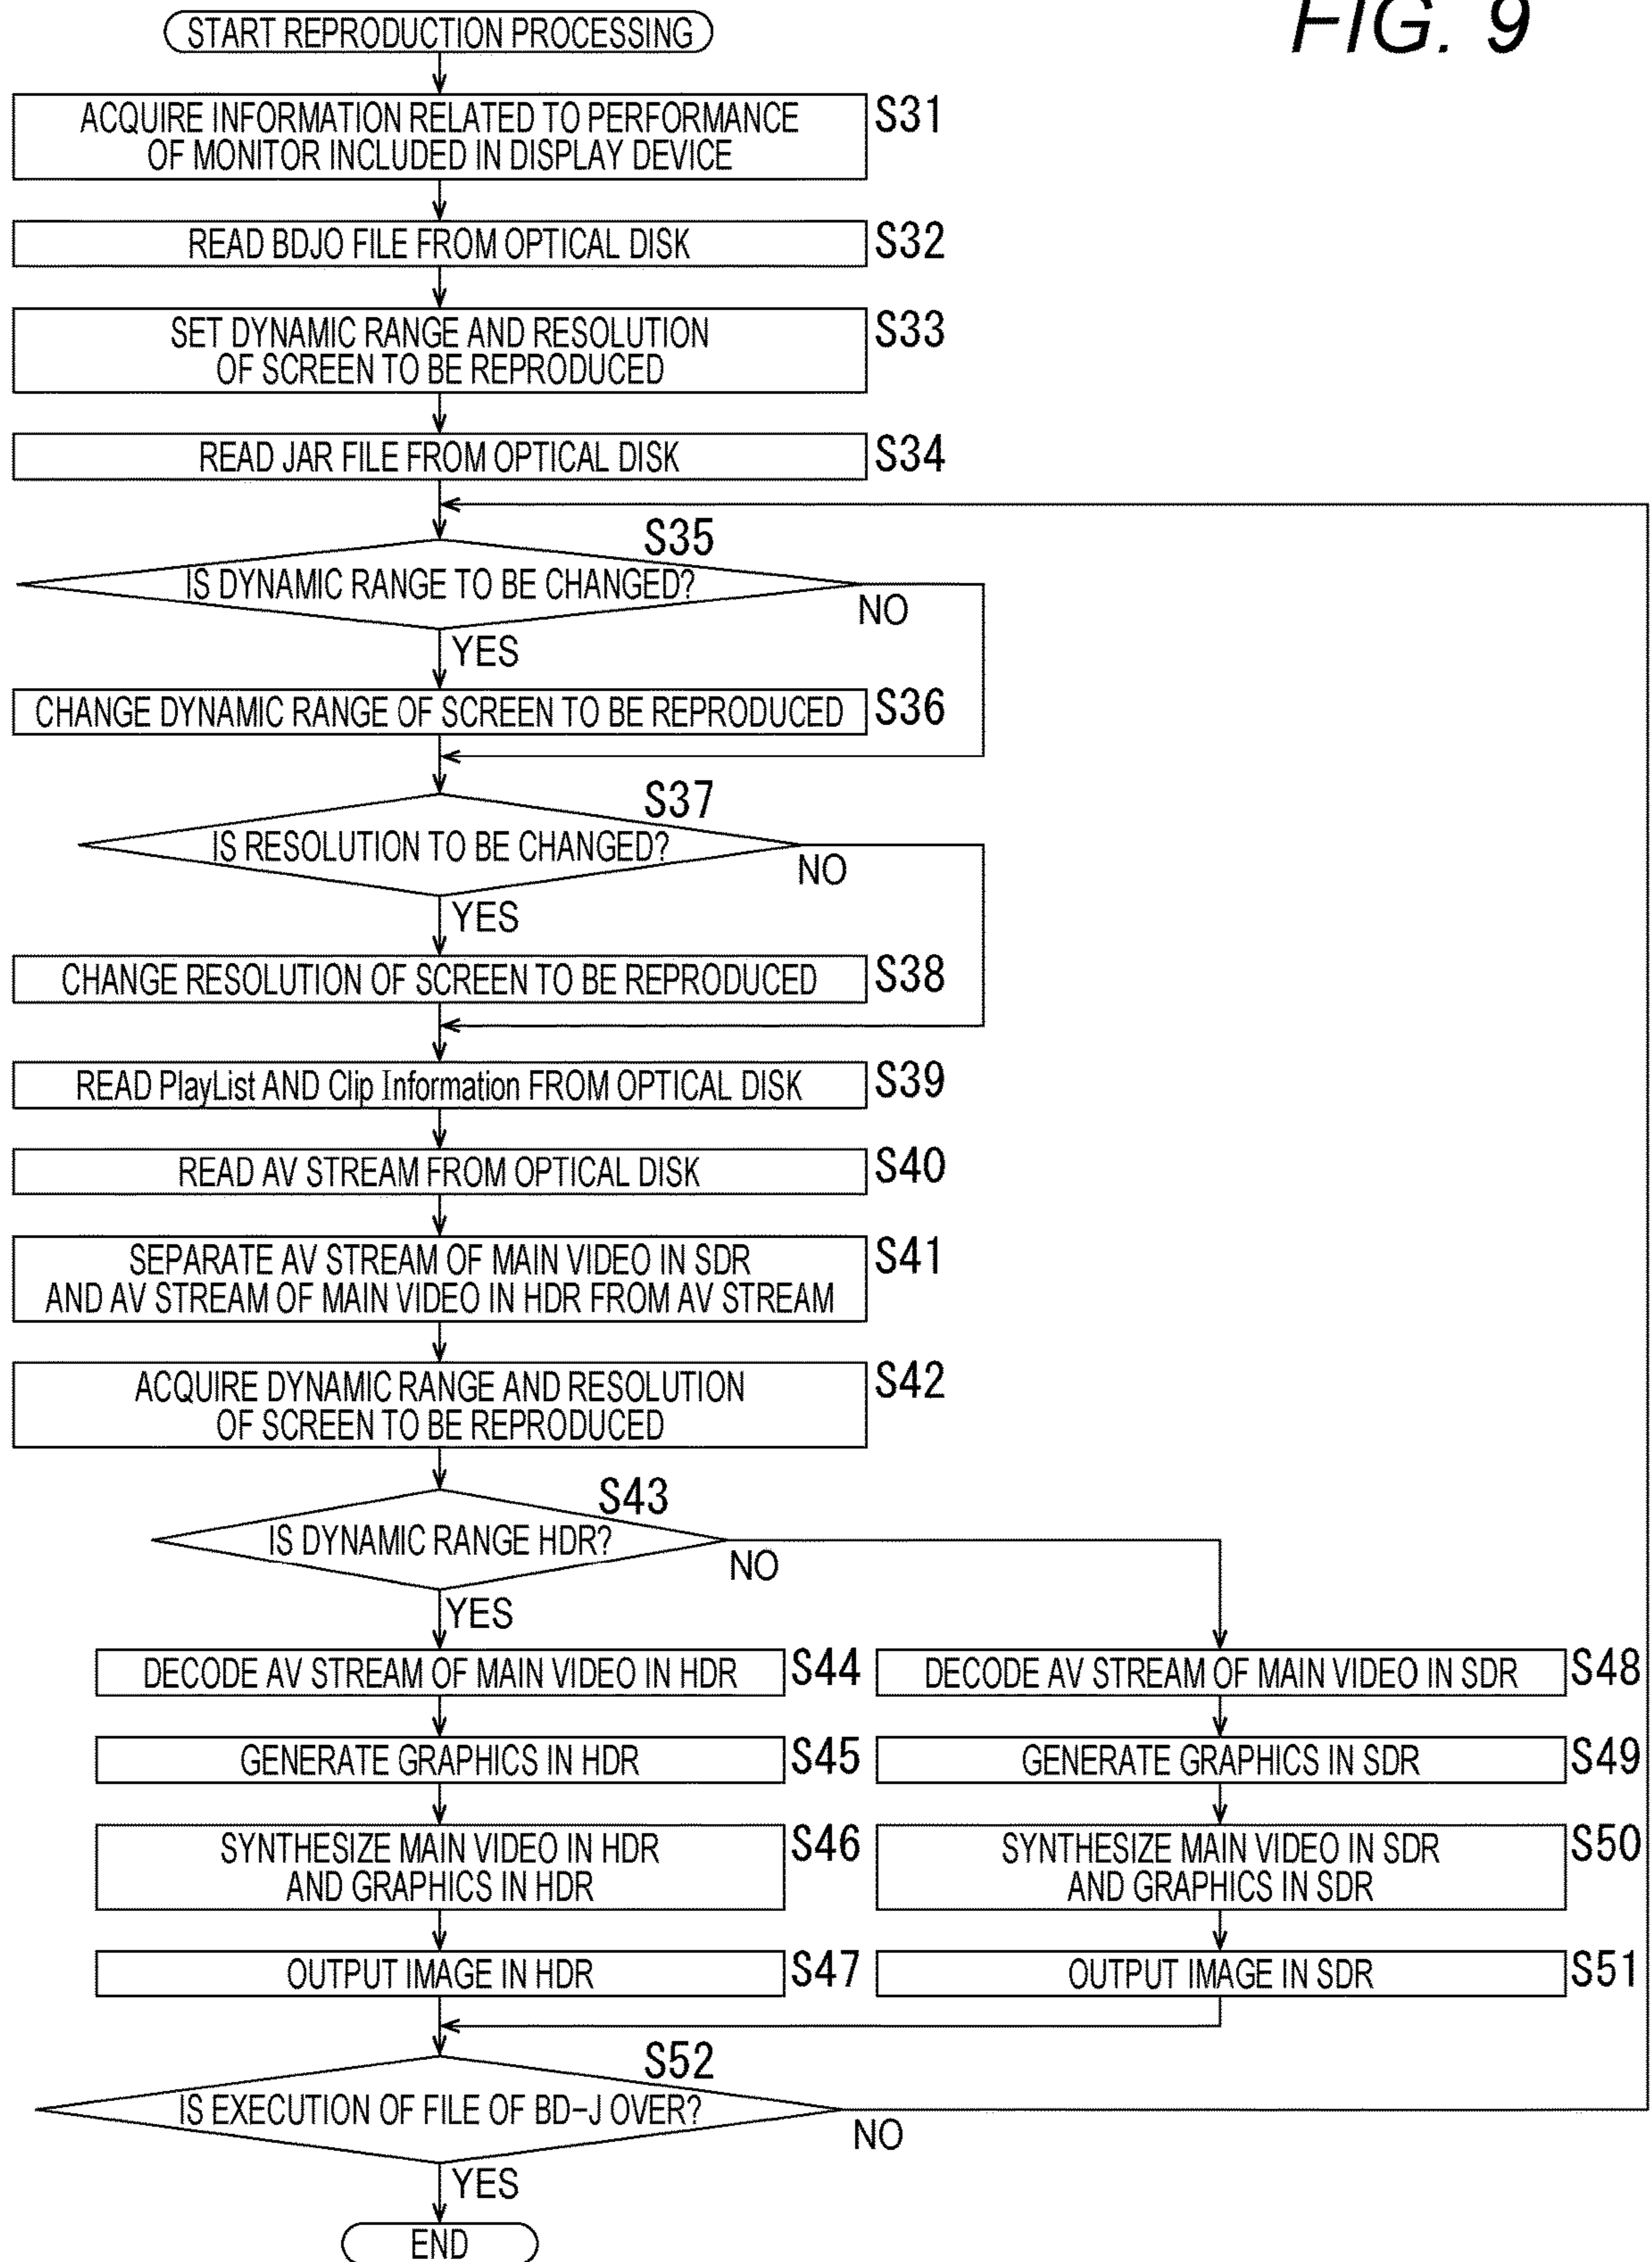 FIG. 9
START REPRODUCTION PROCESSING
ACQUIRE INFORMATION RELATED TO PERFORMANCE
OF MONITOR INCLUDED IN DISPLAY DEVICE
S31
READ BDJO FILE FROM OPTICAL DISK
S32
SET DYNAMIC RANGE AND RESOLUTION
OF SCREEN TO BE REPRODUCED
S33
READ JAR FILE FROM OPTICAL DISK
S34
S35
IS DYNAMIC RANGE TO BE CHANGED?
NO
YES
CHANGE DYNAMIC RANGE OF SCREEN TO BE REPRODUCED
S36
S37
IS RESOLUTION TO BE CHANGED?
NO
YES
CHANGE RESOLUTION OF SCREEN TO BE REPRODUCED
S38
READ PlayList AND Clip Information FROM OPTICAL DISK
S39
READ AV STREAM FROM OPTICAL DISK
S40
SEPARATE AV STREAM OF MAIN VIDEO IN SDR
AND AV STREAM OF MAIN VIDEO IN HDR FROM AV STREAM
S41
ACQUIRE DYNAMIC RANGE AND RESOLUTION
OF SCREEN TO BE REPRODUCED
S42
S43
IS DYNAMIC RANGE HDR?
NO
YES
DECODE AV STREAM OF MAIN VIDEO IN HDR
S44
DECODE AV STREAM OF MAIN VIDEO IN SDR
S48
GENERATE GRAPHICS IN HDR
S45
GENERATE GRAPHICS IN SDR
S49
SYNTHESIZE MAIN VIDEO IN HDR
AND GRAPHICS IN HDR
S46
SYNTHESIZE MAIN VIDEO IN SDR
AND GRAPHICS IN SDR
S50
OUTPUT IMAGE IN HDR
S47
OUTPUT IMAGE IN SDR
S51
S52
IS EXECUTION OF FILE OF BD-J OVER?
NO
YES
END